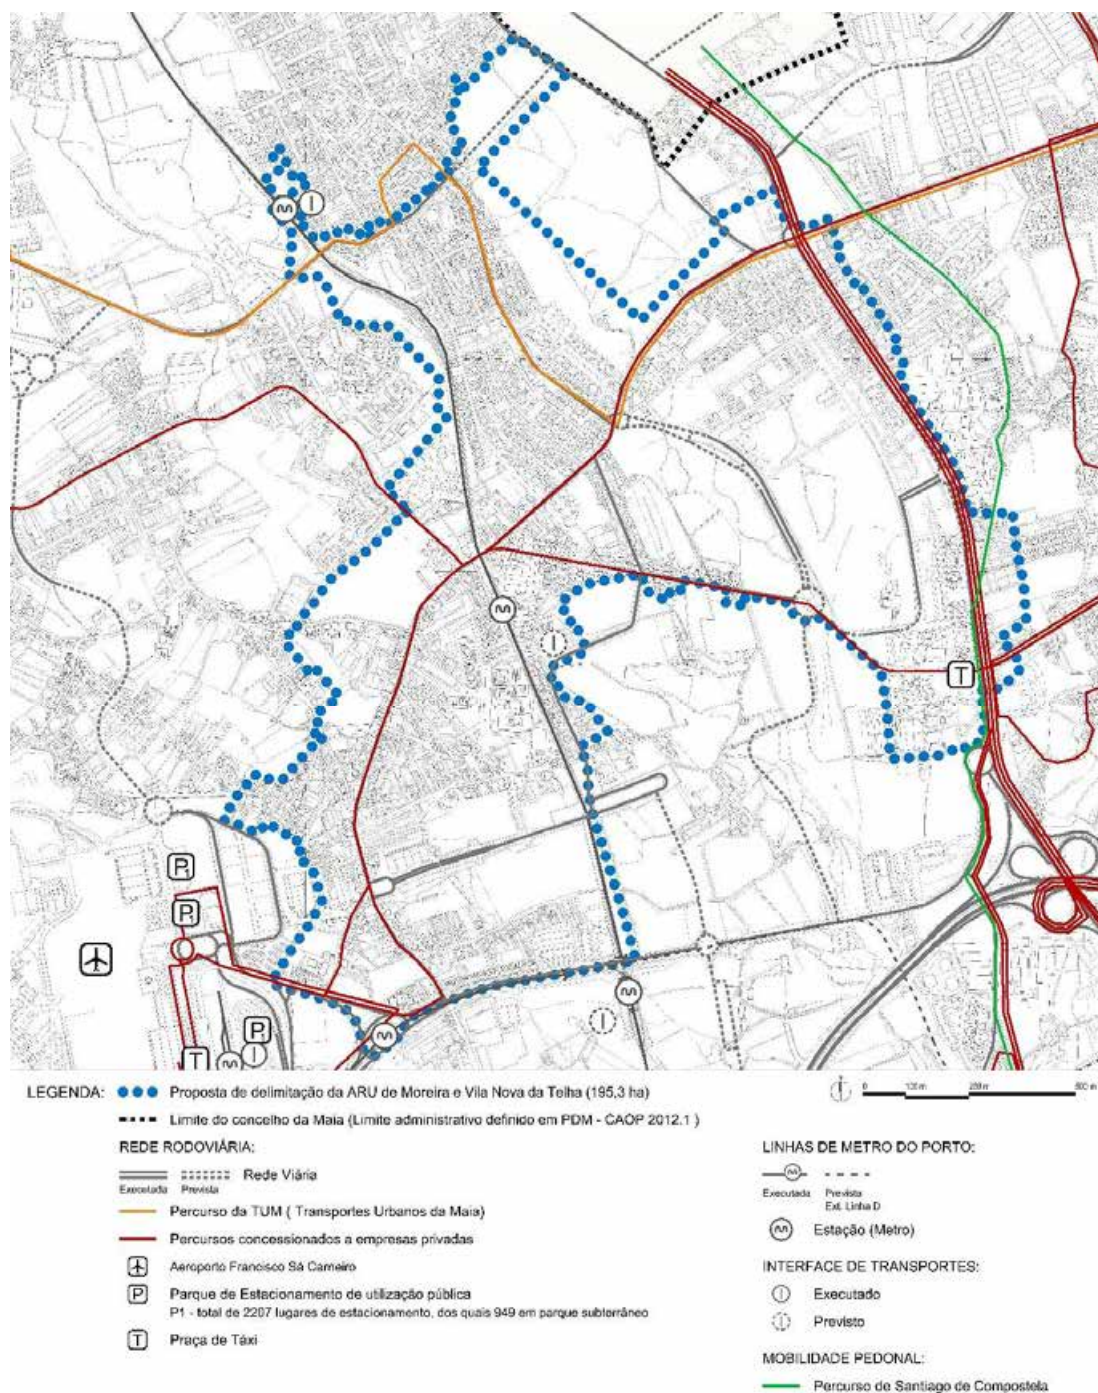 P
P
P
T
T
LEGENDA:
Proposta de delimitação da ARU de Moreira e Vila Nova da Telha (195,3 ha)
0 100 m 250 m 500 m
Limite do concelho da Maia (Limite administrativo definido em PDM - CAOP 2012.1 )
REDE RODOVIÁRIA:
Rede Viária
Executada Prevista
Percurso da TUM ( Transportes Urbanos da Maia)
Percursos concessionados a empresas privadas
Aeroporto Francisco Sá Carneiro
P Parque de Estacionamento de utilização pública
P1 - total de 2207 lugares de estacionamento, dos quais 949 em parque subterrâneo
T Praça de Táxi
LINHAS DE METRO DO PORTO:
Executada Prevista
Ext. Linha D
Estação (Metro)
INTERFACE DE TRANSPORTES:
I Executado
I Previsto
MOBILIDADE PEDONAL:
Percurso de Santiago de Compostela